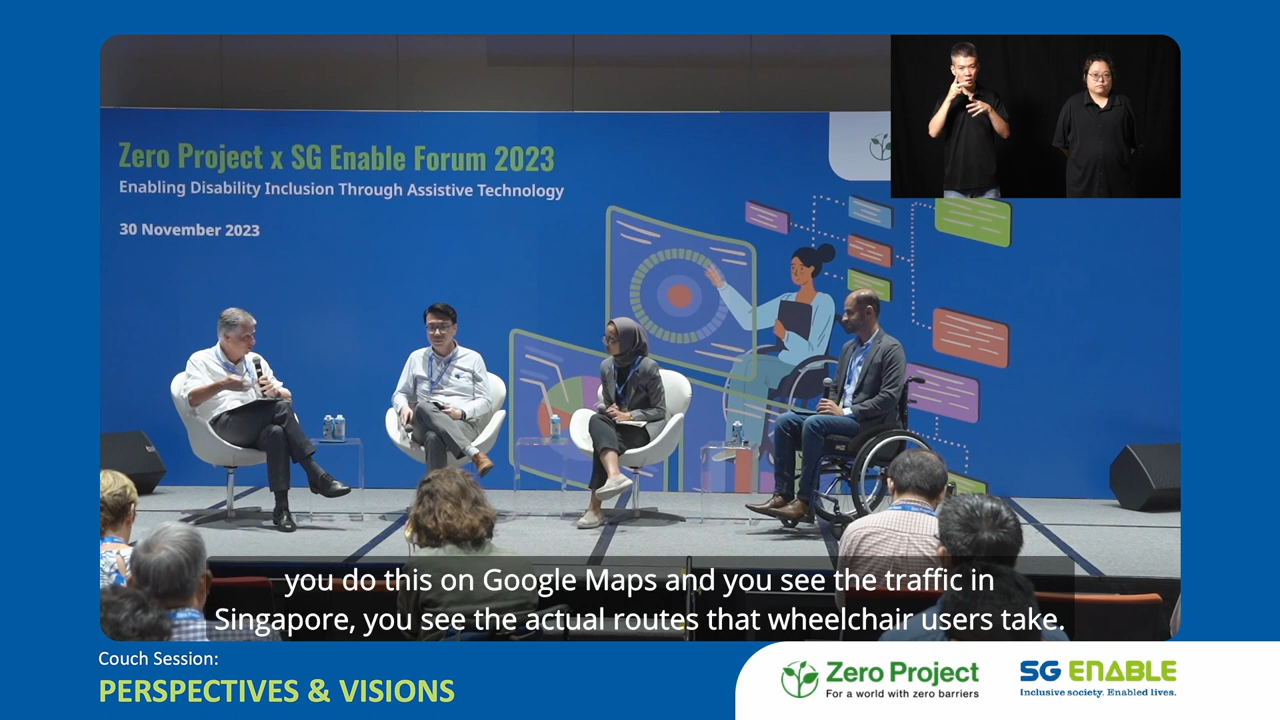 Zero Project x SG Enable Forum 2023
Enabling Disability Inclusion Through Assistive Technology
30 November 2023
you do this on Google Maps and you see the traffic in
Singapore, you see the actual routes that wheelchair users take.
Couch Session:
PERSPECTIVES & VISIONS
Zero Project
For a world with zero barriers
SG ENABLE
Inclusive society. Enabled lives.